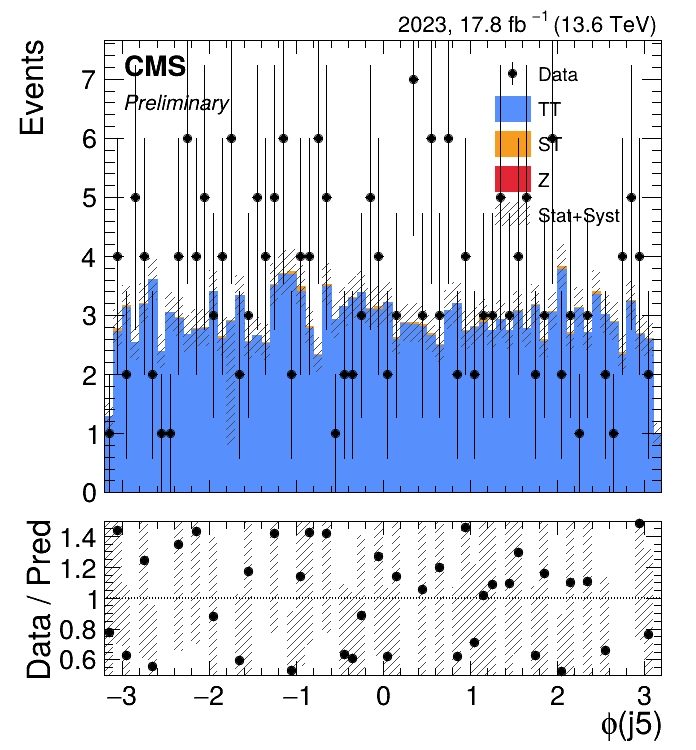 2023, 17.8 fb⁻¹ (13.6 TeV)
Events
CMS
Preliminary
Data
TT
ST
Z
Stat+Syst
7
6
5
4
3
2
1
0
Data / Pred
1.4
1.2
1
0.8
0.6
−3 −2 −1 0 1 2 3
ϕ(j5)